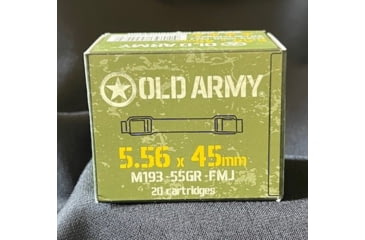 OLD ARMY
OLD ARMY
5.56 x 45mm
M193 -55GR -FMJ
20 cartridges